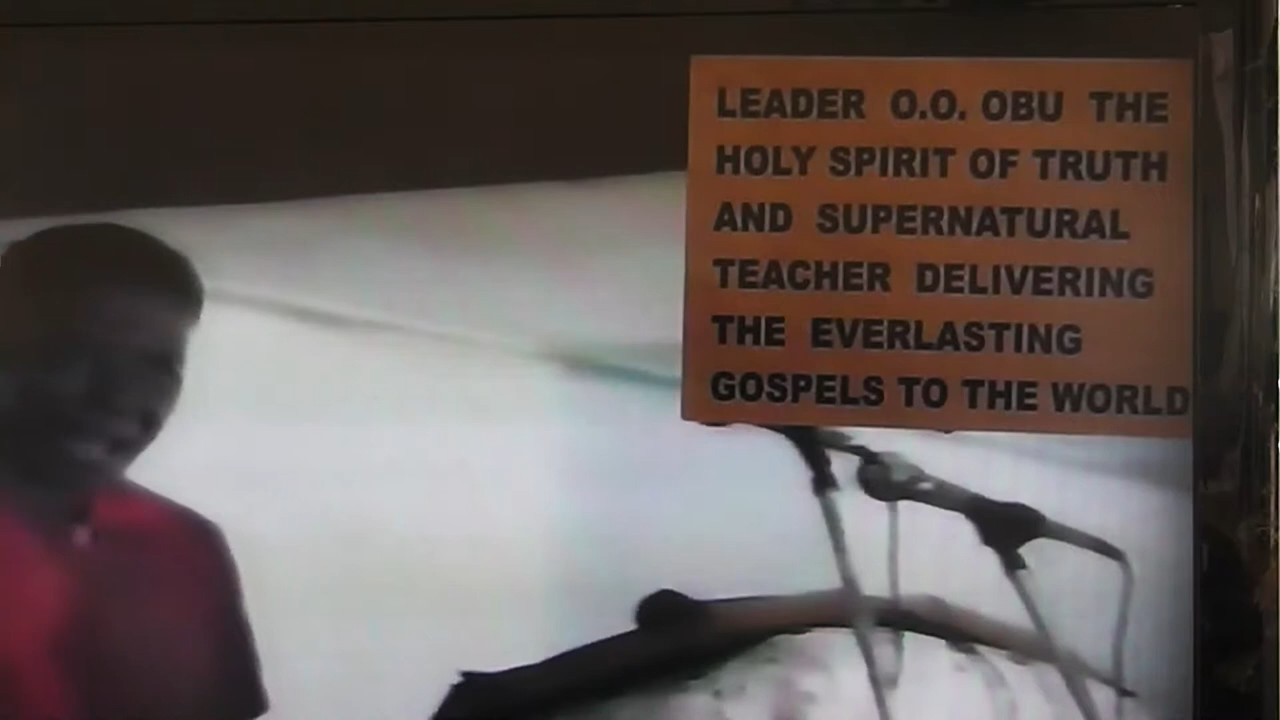 LEADER O.O. OBU THE
HOLY SPIRIT OF TRUTH
AND SUPERNATURAL
TEACHER DELIVERING
THE EVERLASTING
GOSPELS TO THE WORLD